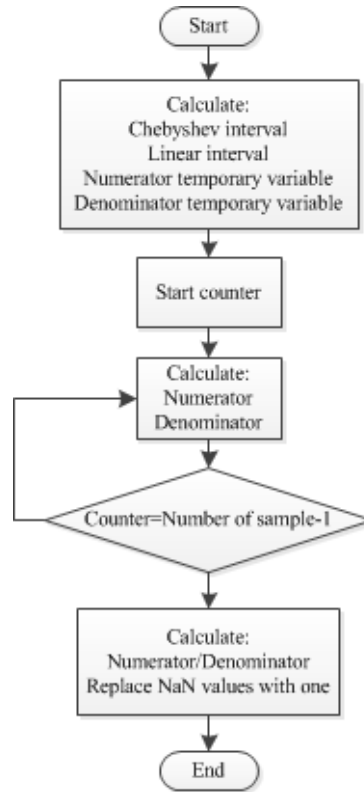 Start
Calculate:
Chebyshev interval
Linear interval
Numerator temporary variable
Denominator temporary variable
Start counter
Calculate:
Numerator
Denominator
Counter=Number of sample-1
Calculate:
Numerator/Denominator
Replace NaN values with one
End